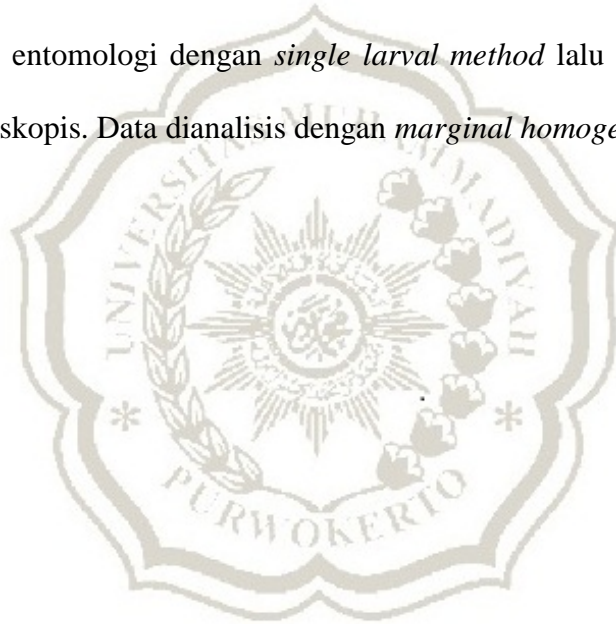 entomologi dengan single larval method lalu
skopis. Data dianalisis dengan marginal homoge
UNIVERSITAS MUHAMMADIYAH
PURWOKERTO